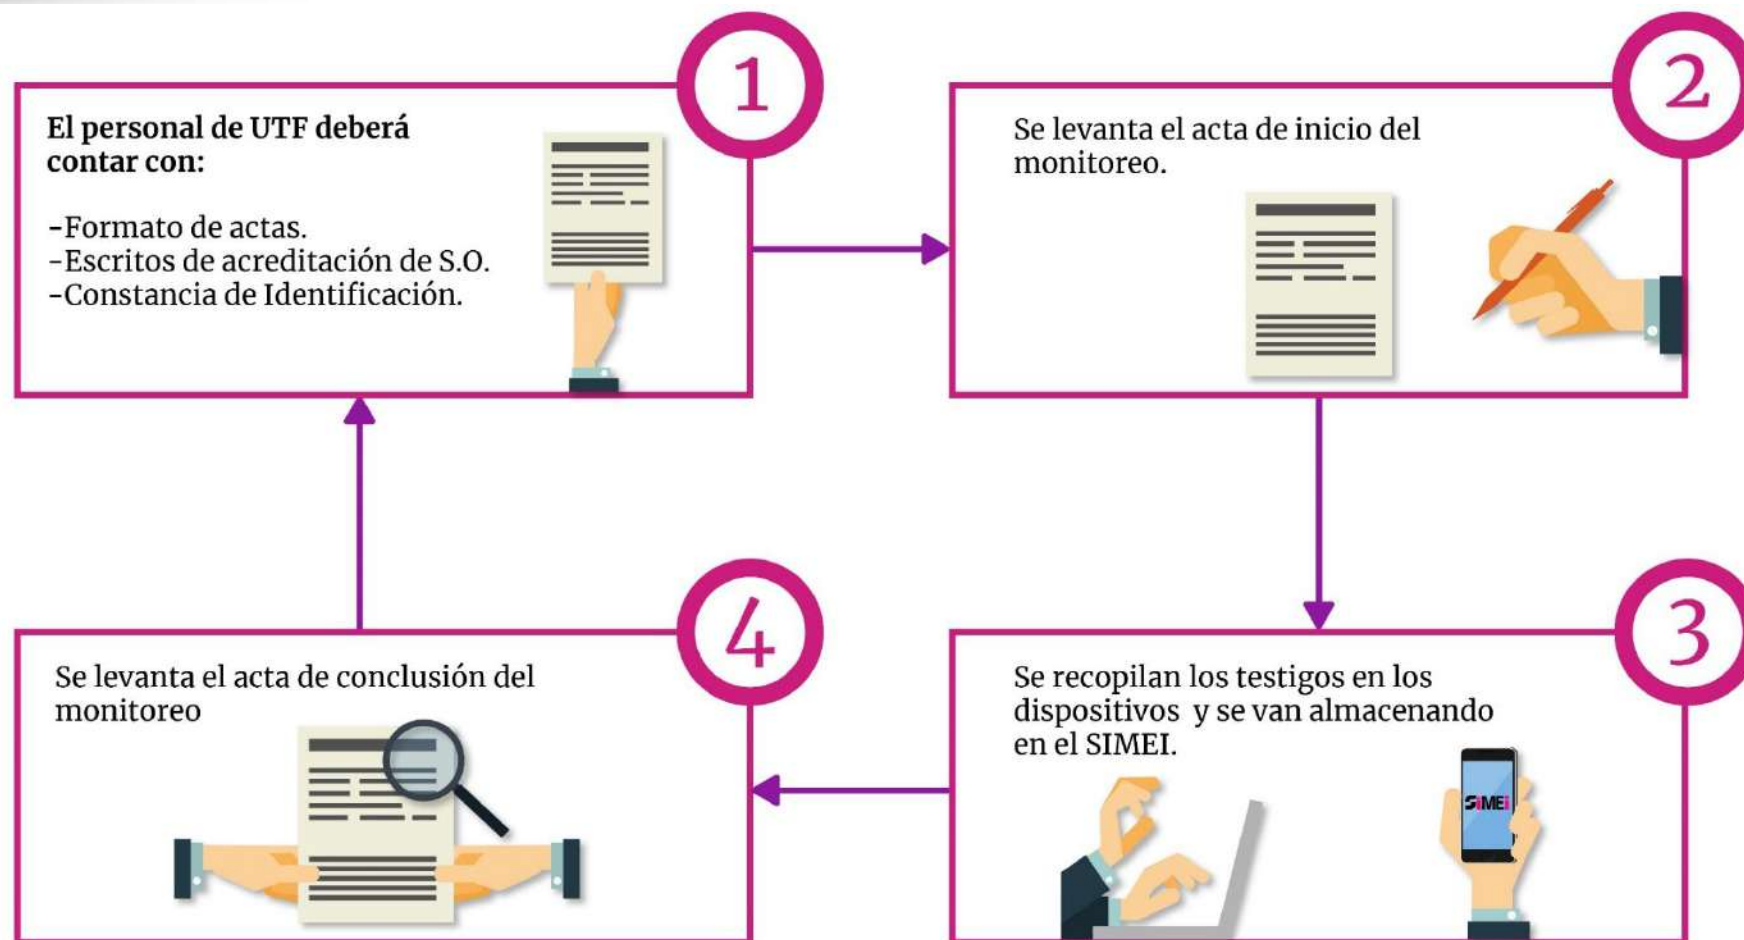 1
El personal de UTF deberá
contar con:
-Formato de actas.
-Escritos de acreditación de S.O.
-Constancia de Identificación.
2
Se levanta el acta de inicio del
monitoreo.
3
Se recopilan los testigos en los
dispositivos y se van almacenando
en el SIMEI.
SiMEi
4
Se levanta el acta de conclusión del
monitoreo